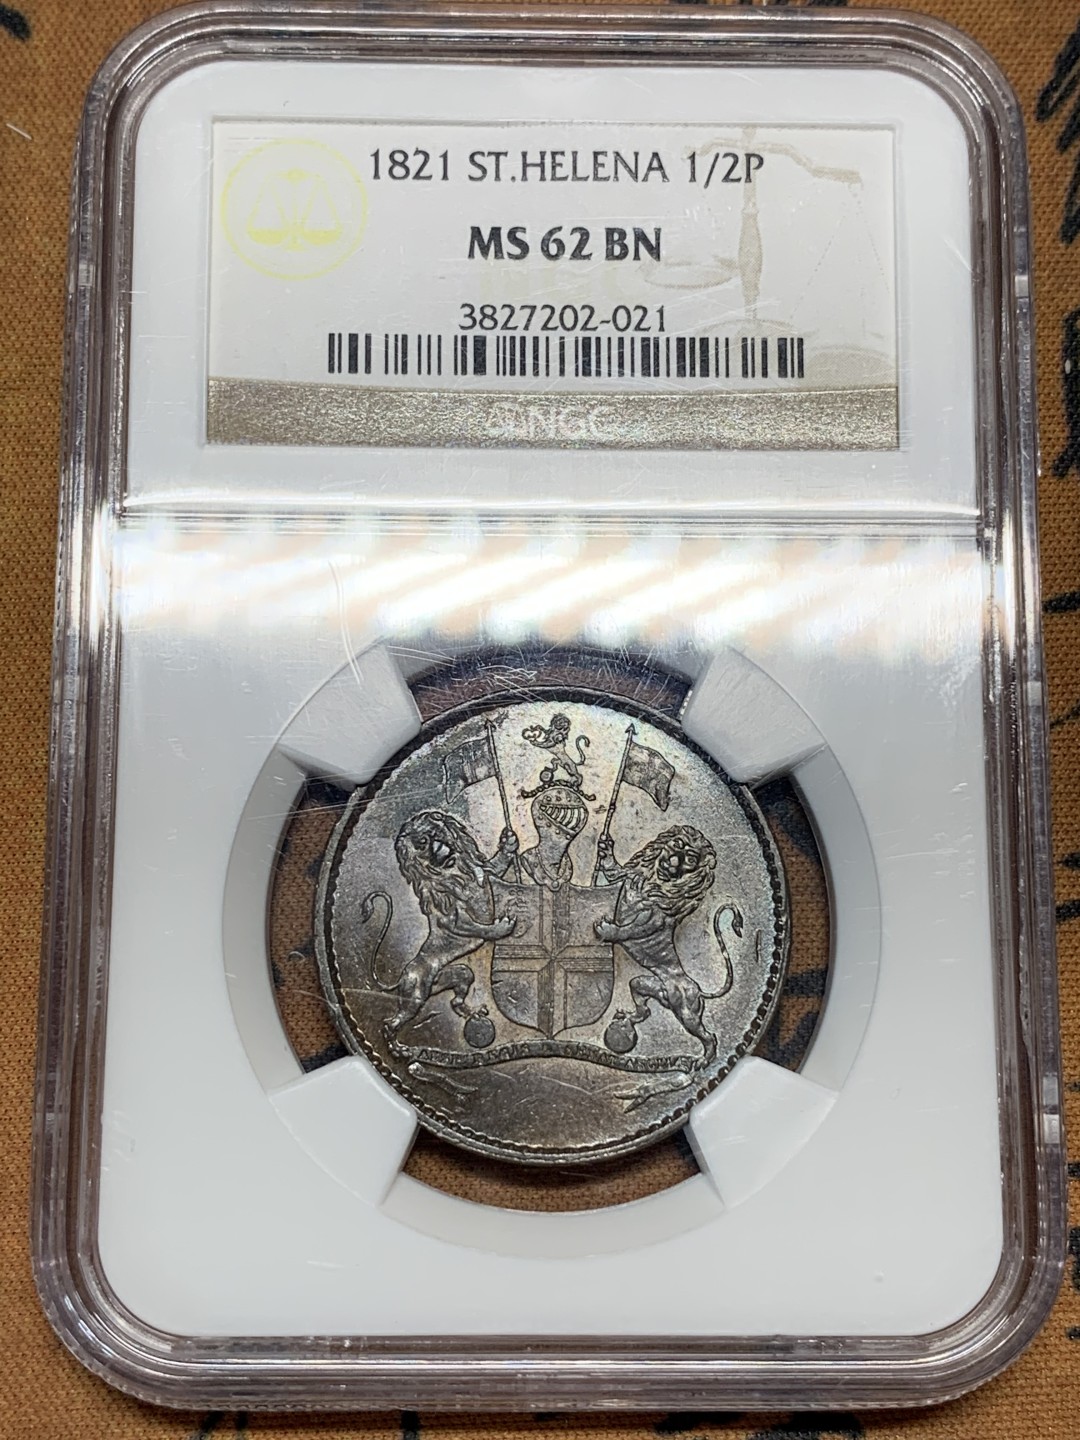 1821 ST.HELENA 1/2P
MS 62 BN
3827202-021
NGC